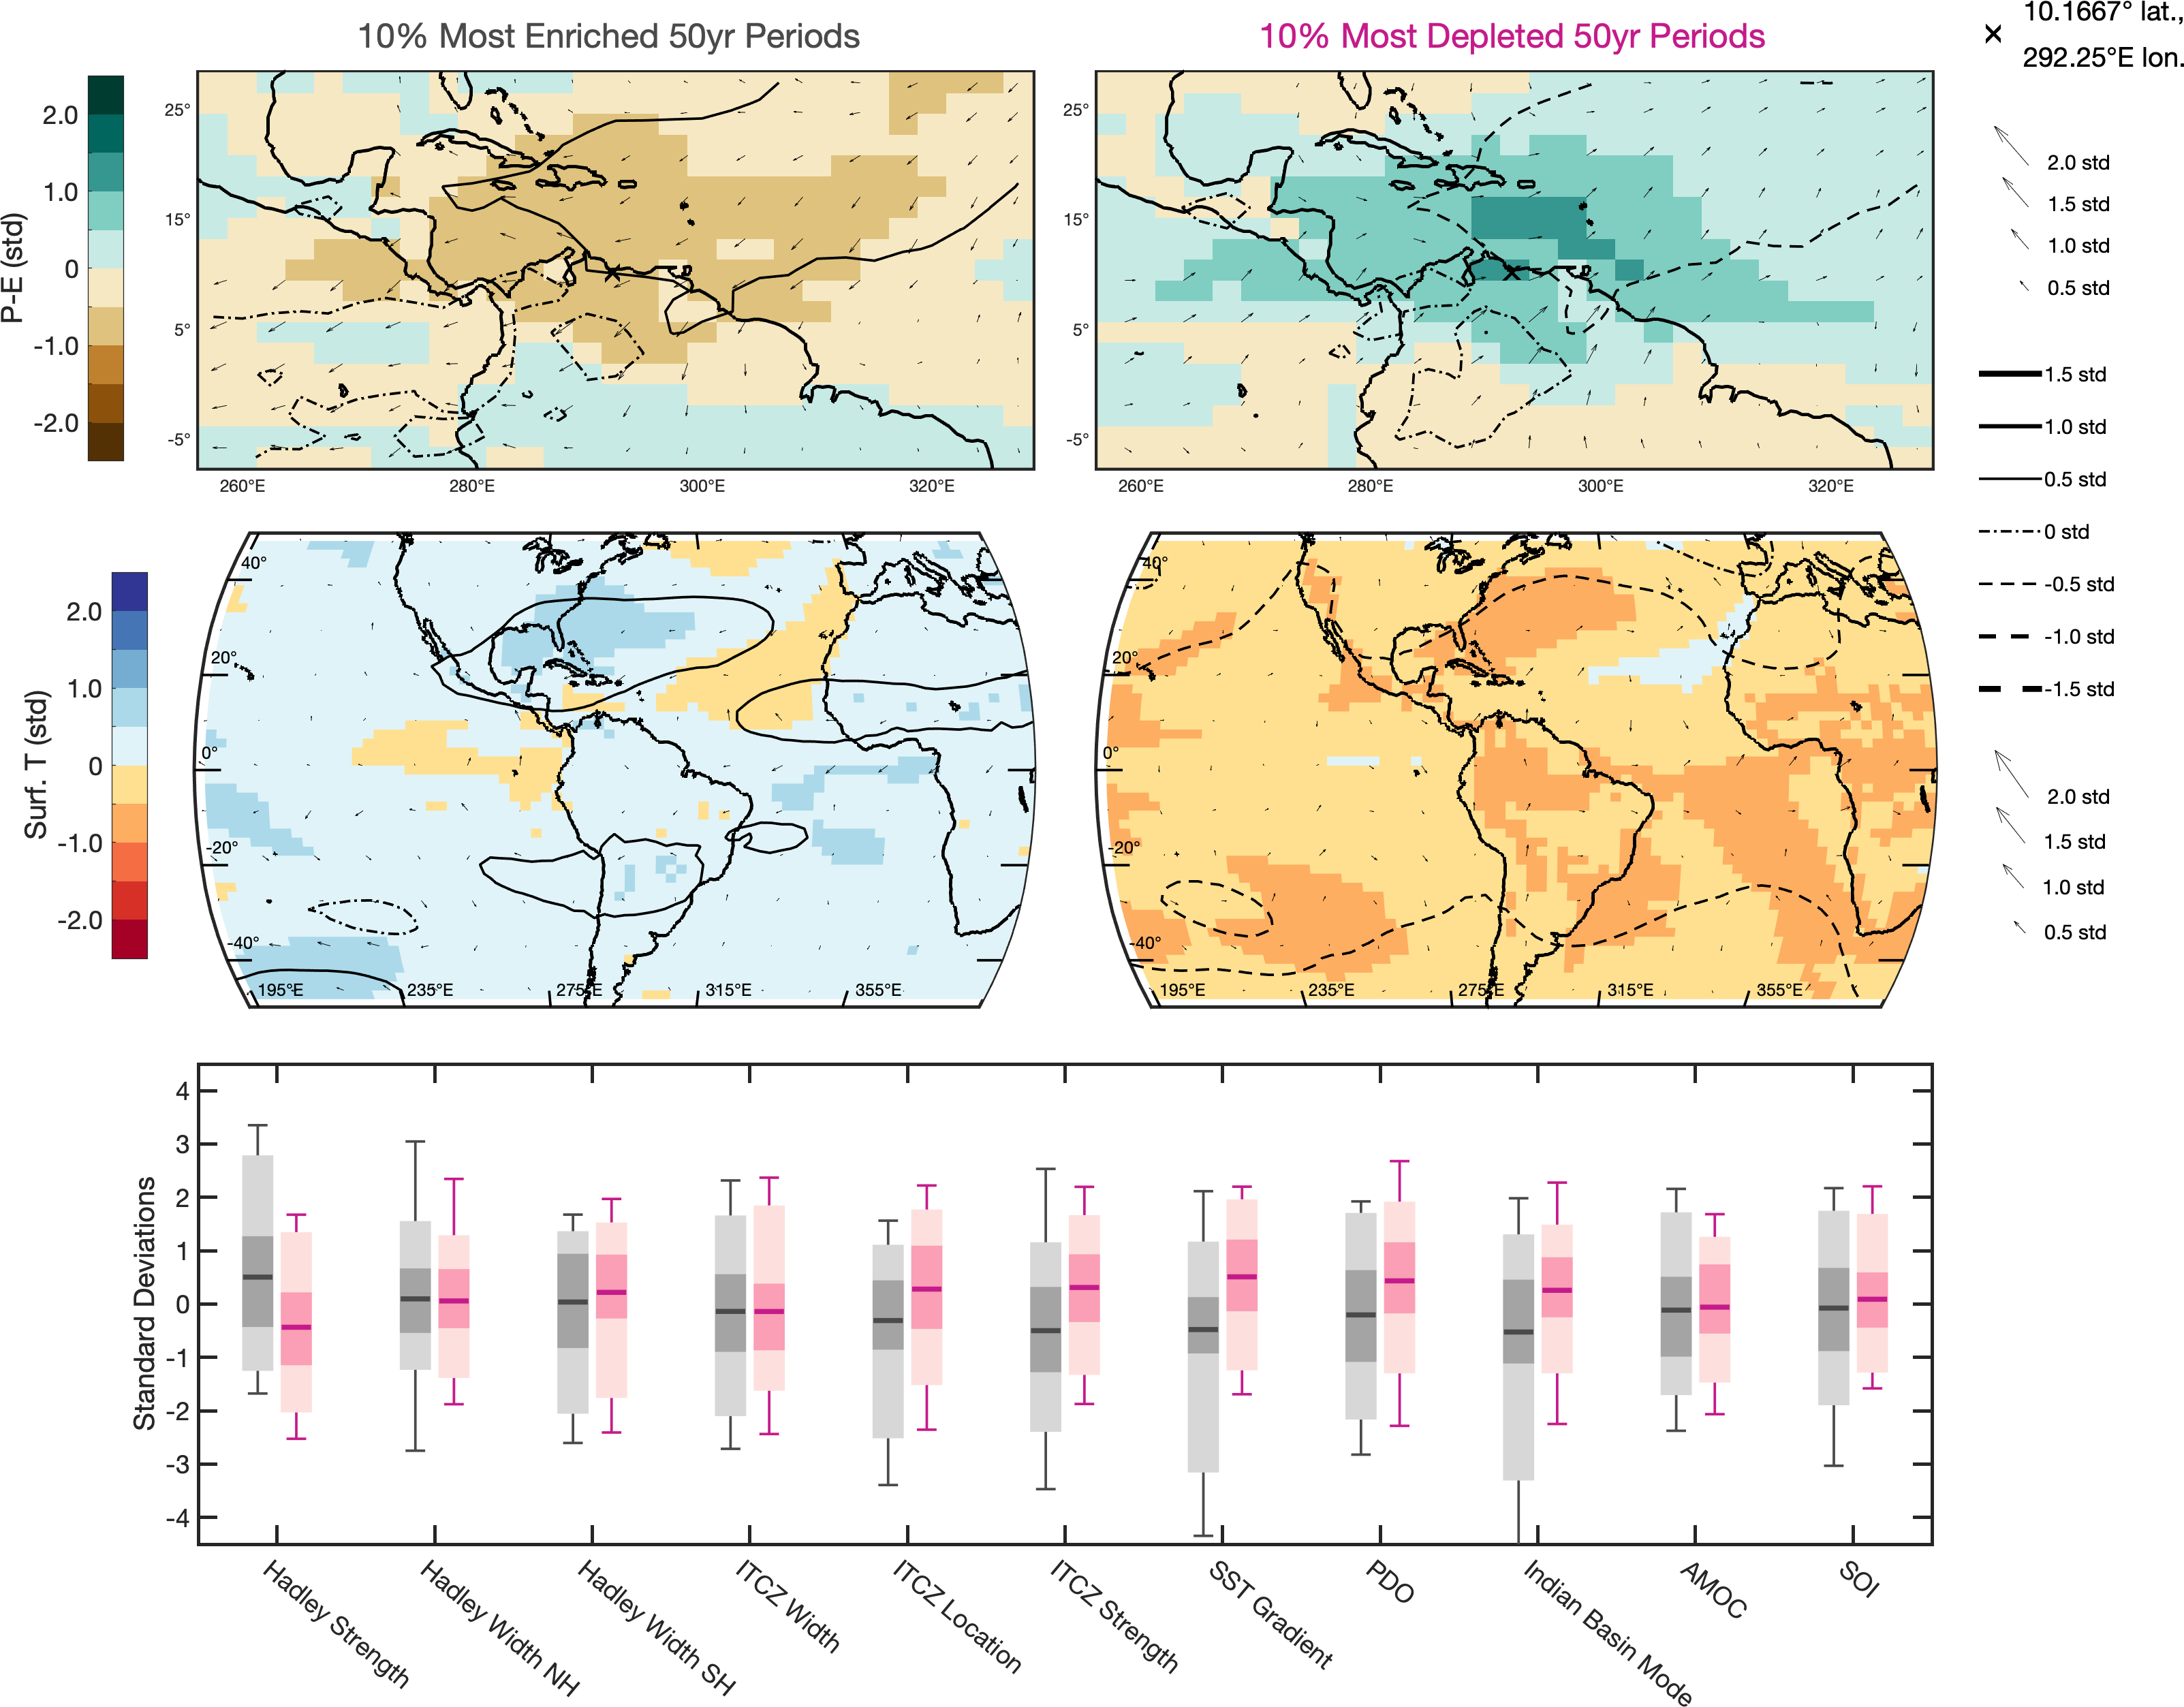 10% Most Enriched 50yr Periods
10% Most Depleted 50yr Periods
10.1667° lat.,
292.25°E lon.
P-E (std)
2.0
1.0
0
-1.0
-2.0
25°
15°
5°
-5°
260°E
280°E
300°E
320°E
25°
15°
5°
-5°
260°E
280°E
300°E
320°E
2.0 std
1.5 std
1.0 std
0.5 std
1.5 std
1.0 std
0.5 std
0 std
-0.5 std
-1.0 std
-1.5 std
Surf. T (std)
2.0
1.0
0
-1.0
-2.0
40°
20°
0°
-20°
-40°
195°E
235°E
275°E
315°E
355°E
40°
20°
0°
-20°
-40°
195°E
235°E
275°E
315°E
355°E
2.0 std
1.5 std
1.0 std
0.5 std
Standard Deviations
4
3
2
1
0
-1
-2
-3
-4
Hadley Strength
Hadley Width NH
Hadley Width SH
ITCZ Width
ITCZ Location
ITCZ Strength
SST Gradient
PDO
Indian Basin Mode
AMOC
SOI